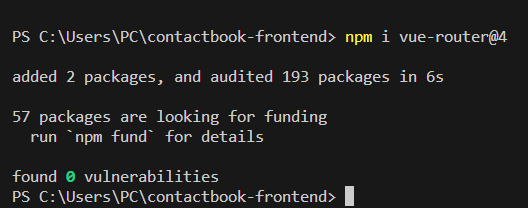 PS C:\Users\PC\contactbook-frontend> npm i vue-router@4
added 2 packages, and audited 193 packages in 6s
57 packages are looking for funding
  run `npm fund` for details
found 0 vulnerabilities
PS C:\Users\PC\contactbook-frontend>